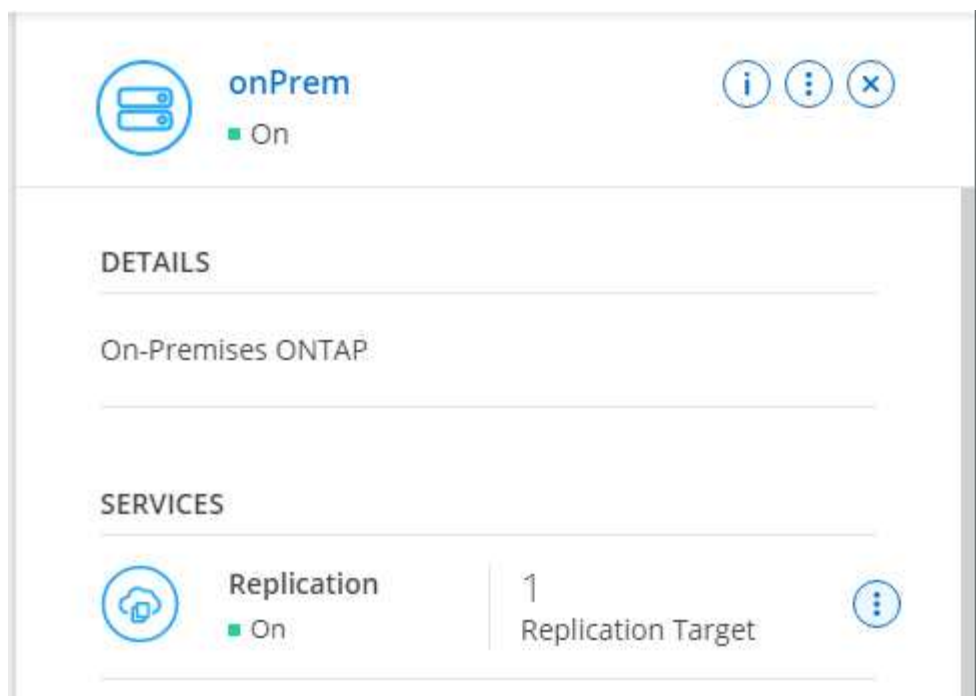 onPrem
On
DETAILS
On-Premises ONTAP
SERVICES
Replication
On
1
Replication Target